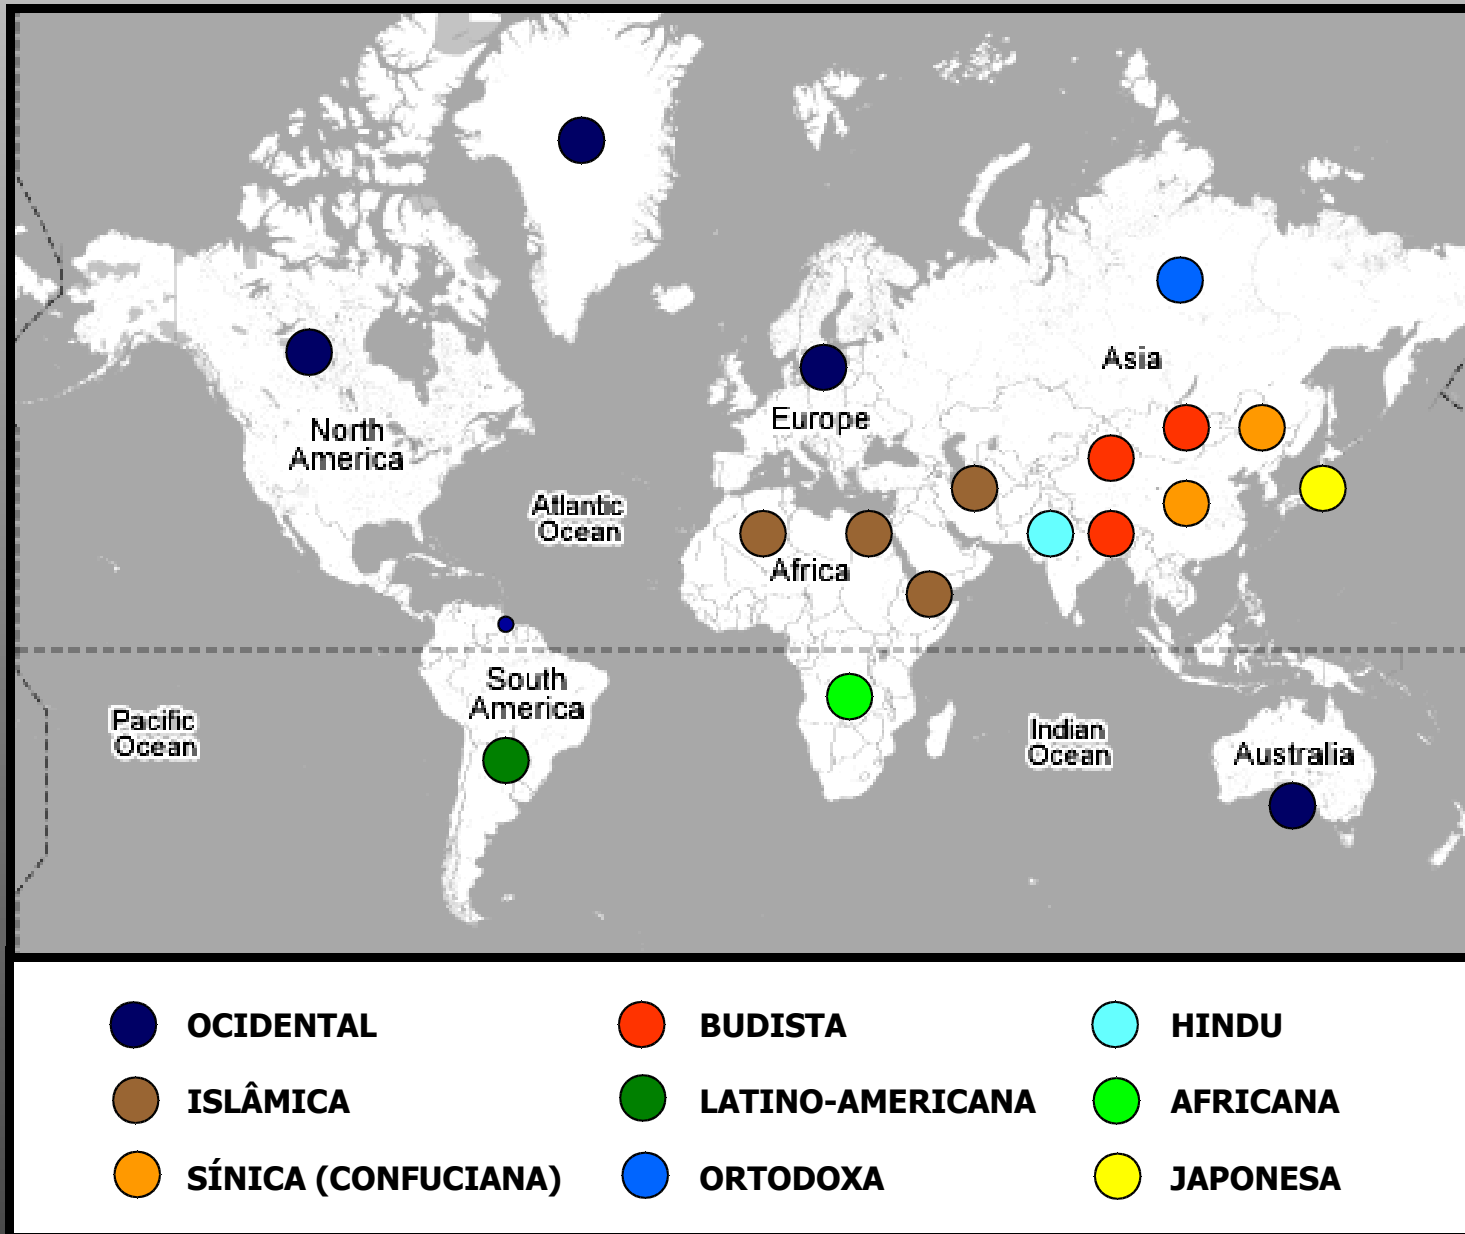 Asia
Europe
North
America
Atlantic
Ocean
Africa
South
America
Pacific
Ocean
Indian
Ocean
Australia
OCIDENTAL
BUDISTA
HINDU
ISLÂMICA
LATINO-AMERICANA
AFRICANA
SÍNICA (CONFUCIANA)
ORTODOXA
JAPONESA